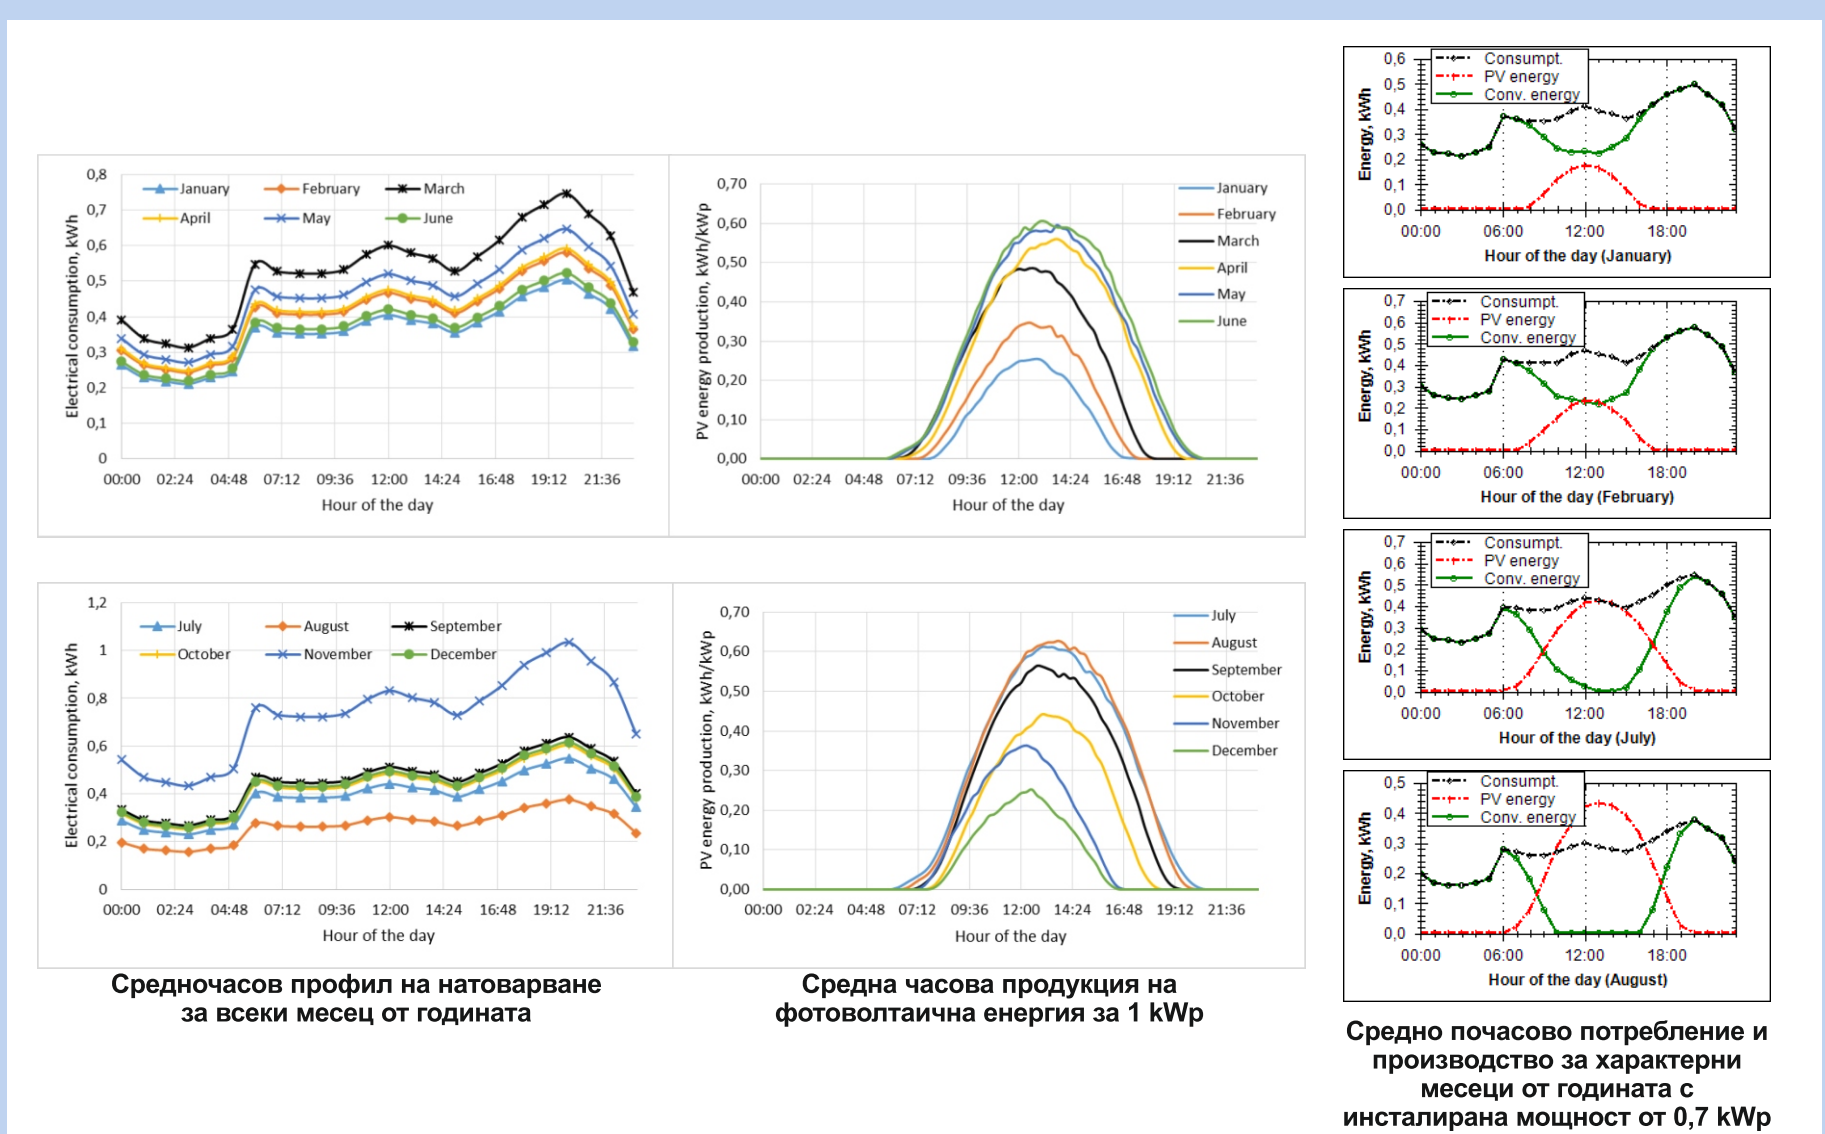 0,8
0,7
0,6
0,5
0,4
0,3
0,2
0,1
0
Electrical consumption, kWh
January February March
April May June
00:00 02:24 04:48 07:12 09:36 12:00 14:24 16:48 19:12 21:36
Hour of the day
0,70
0,60
0,50
0,40
0,30
0,20
0,10
0,00
PV energy production, kWh/kWp
January
February
March
April
May
June
00:00 02:24 04:48 07:12 09:36 12:00 14:24 16:48 19:12 21:36
Hour of the day
1,2
1
0,8
0,6
0,4
0,2
0
Electrical consumption, kWh
July August September
October November December
00:00 02:24 04:48 07:12 09:36 12:00 14:24 16:48 19:12 21:36
Hour of the day
Средночасов профил на натоварване
за всеки месец от годината
0,70
0,60
0,50
0,40
0,30
0,20
0,10
0,00
PV energy production, kWh/kWp
July
August
September
October
November
December
00:00 02:24 04:48 07:12 09:36 12:00 14:24 16:48 19:12 21:36
Hour of the day
Средна часова продукция на
фотоволтаична енергия за 1 kWp
0,6
0,5
0,4
0,3
0,2
0,1
0,0
Energy, kWh
Consumpt.
PV energy
Conv. energy
00:00 06:00 12:00 18:00
Hour of the day (January)
0,7
0,6
0,5
0,4
0,3
0,2
0,1
0,0
Energy, kWh
Consumpt.
PV energy
Conv. energy
00:00 06:00 12:00 18:00
Hour of the day (February)
0,7
0,6
0,5
0,4
0,3
0,2
0,1
0,0
Energy, kWh
Consumpt.
PV energy
Conv. energy
00:00 06:00 12:00 18:00
Hour of the day (July)
0,5
0,4
0,3
0,2
0,1
0,0
Energy, kWh
Consumpt.
PV energy
Conv. energy
00:00 06:00 12:00 18:00
Hour of the day (August)
Средно почасово потребление и
производство за характерни
месеци от годината с
инсталирана мощност от 0,7 kWp